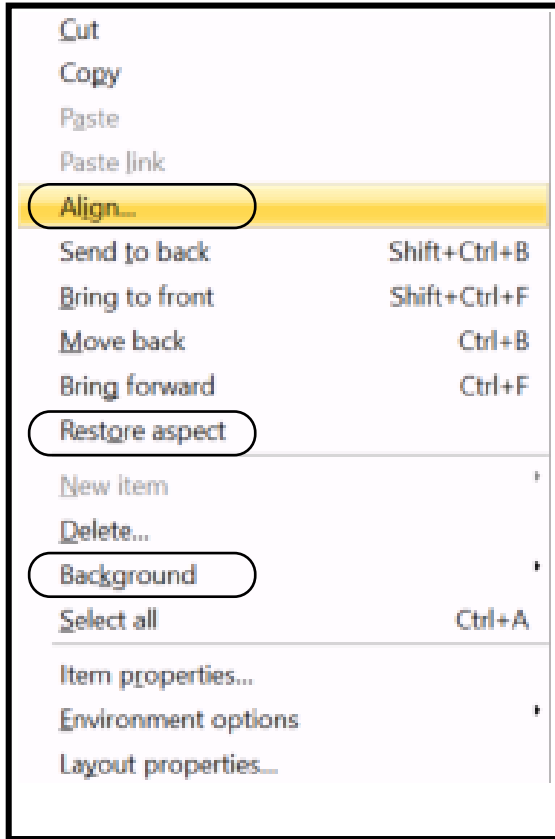 Cut
Copy
Paste
Paste link
Align...
Send to back Shift+Ctrl+B
Bring to front Shift+Ctrl+F
Move back Ctrl+B
Bring forward Ctrl+F
Restore aspect
New item
Delete...
Background
Select all Ctrl+A
Item properties...
Environment options
Layout properties...